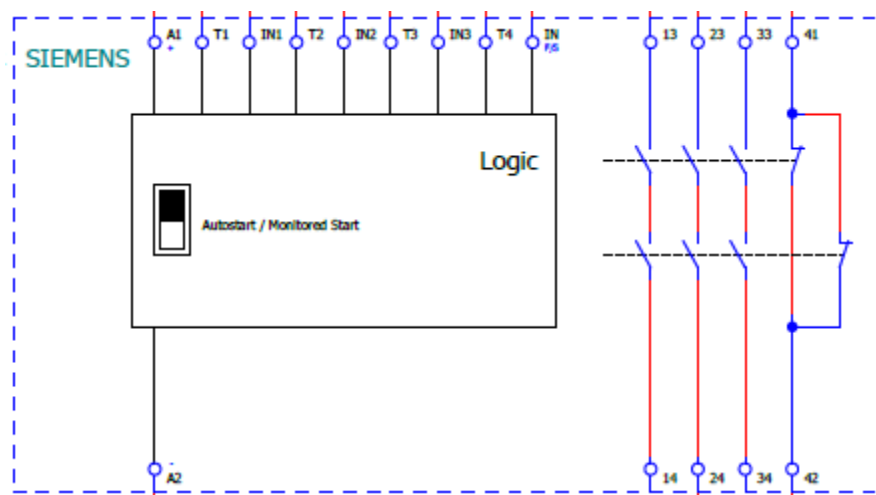 A1 T1 IN1 T2 IN2 T3 IN3 T4 IN 13 23 33 41
+ F/S
SIEMENS
Logic
Autostart / Monitored Start
-
A2 14 24 34 42